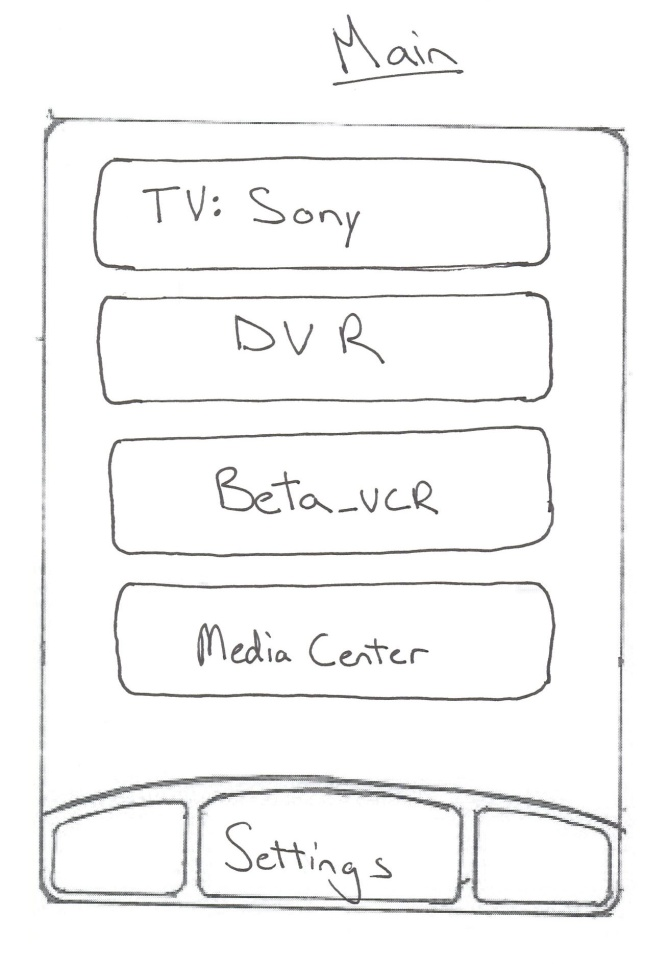 Main
TV: Sony
DVR
Beta_VCR
Media Center
Settings